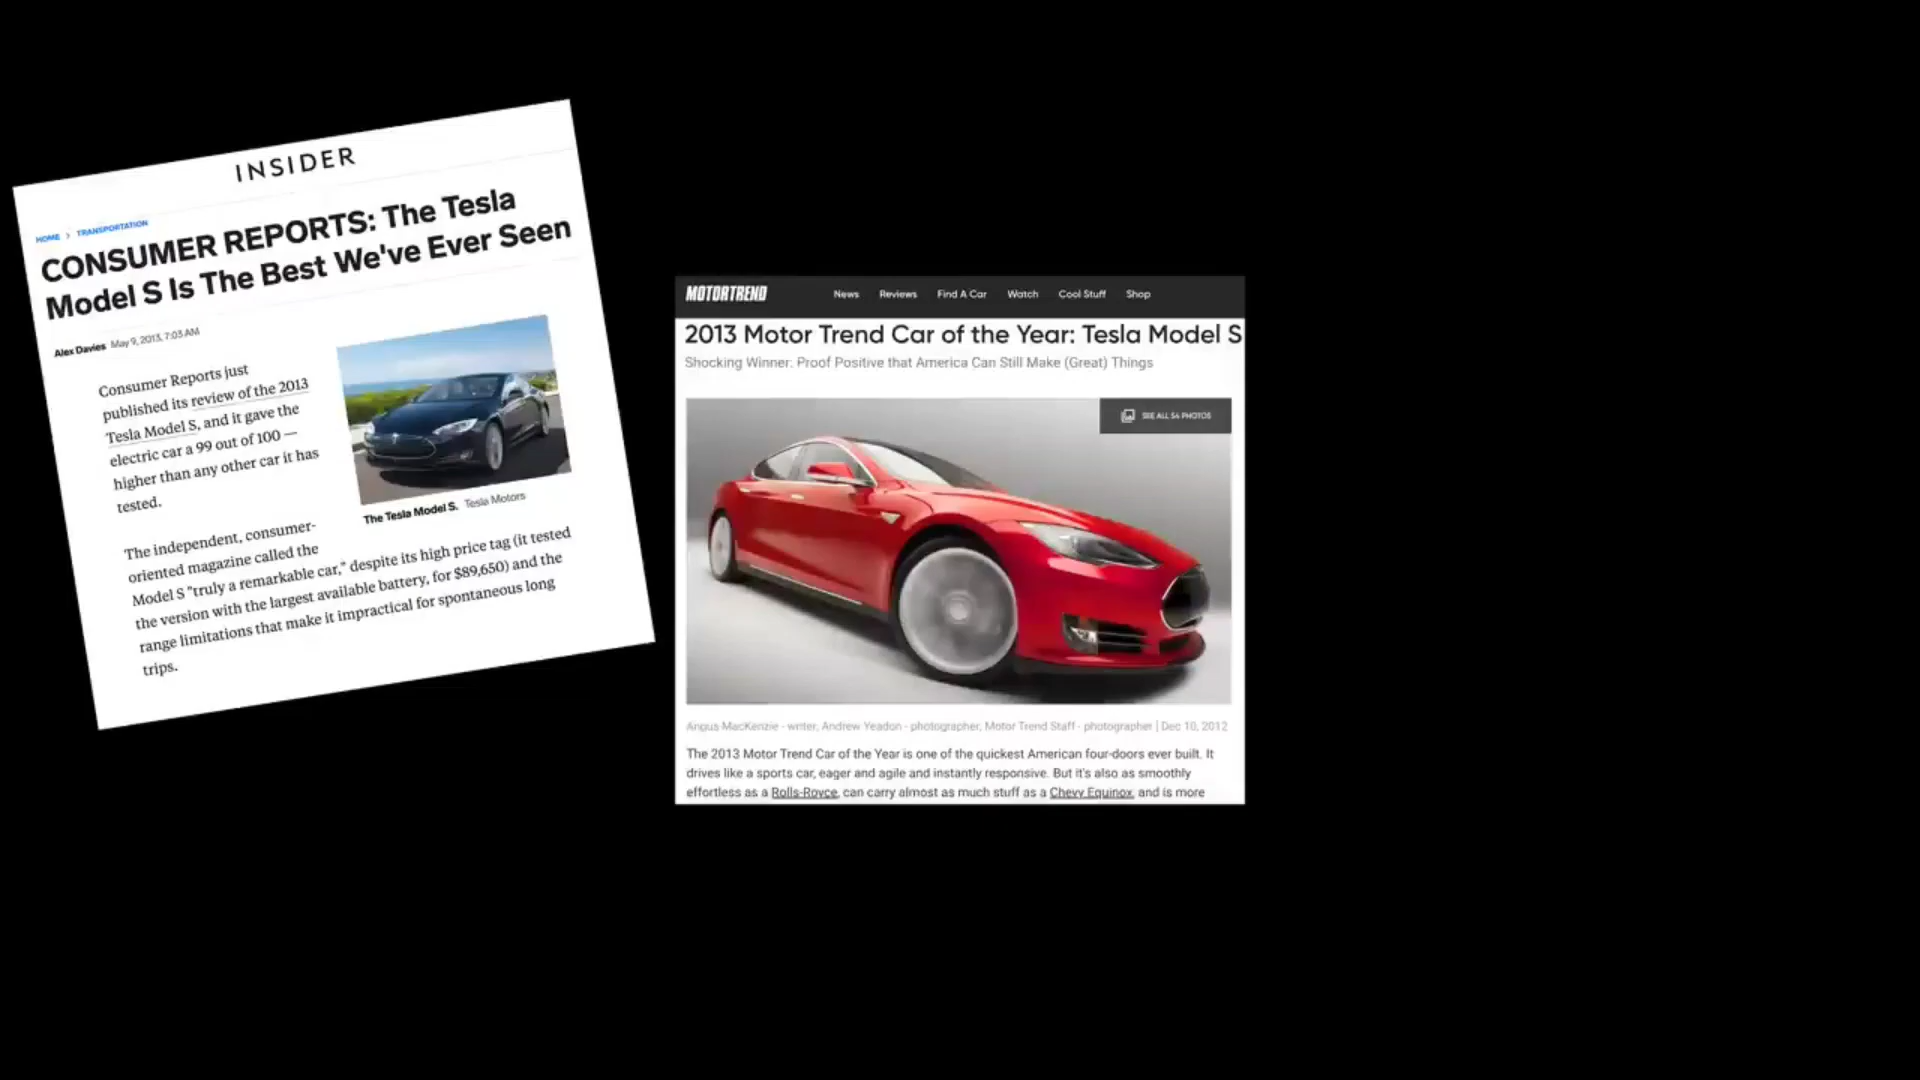 INSIDER
HOME > TRANSPORTATION
CONSUMER REPORTS: The Tesla
Model S Is The Best We've Ever Seen
Alex Davies May 9, 2013, 7:03 AM
Consumer Reports just
published its review of the 2013
Tesla Model S, and it gave the
electric car a 99 out of 100 —
higher than any other car it has
tested.
The Tesla Model S. Tesla Motors
The independent, consumer-
oriented magazine called the
Model S "truly a remarkable car," despite its high price tag (it tested
the version with the largest available battery, for $89,650) and the
range limitations that make it impractical for spontaneous long
trips.
MOTORTREND
News Reviews Find A Car Watch Cool Stuff Shop
2013 Motor Trend Car of the Year: Tesla Model S
Shocking Winner: Proof Positive that America Can Still Make (Great) Things
SEE ALL 54 PHOTOS
Angus MacKenzie - writer, Andrew Yeadon - photographer, Motor Trend Staff - photographer | Dec 10, 2012
The 2013 Motor Trend Car of the Year is one of the quickest American four-doors ever built. It
drives like a sports car, eager and agile and instantly responsive. But it's also as smoothly
effortless as a Rolls-Royce, can carry almost as much stuff as a Chevy Equinox, and is more